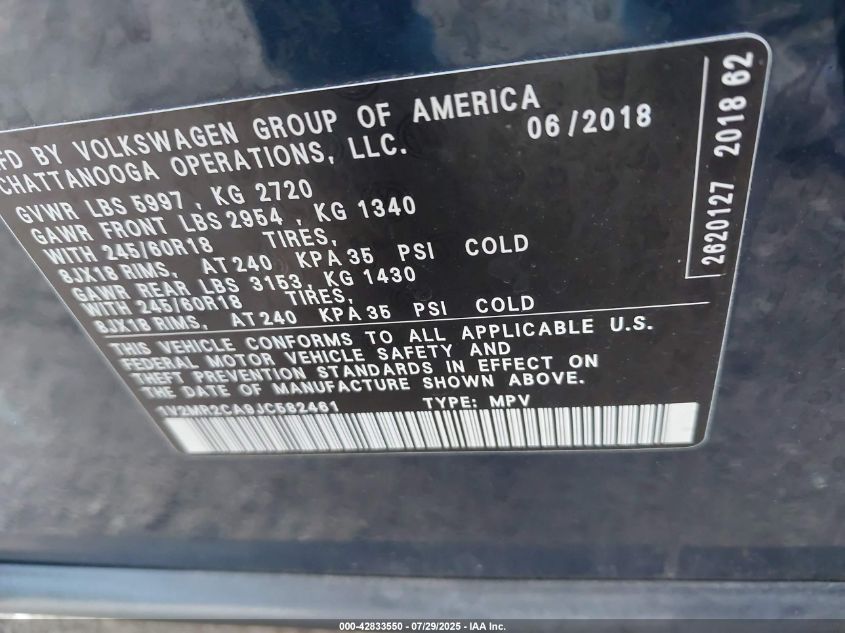 FD BY VOLKSWAGEN GROUP OF AMERICA
CHATTANOOGA OPERATIONS, LLC.
06/2018
GVWR LBS 5997 , KG 2720
GAWR FRONT LBS 2954 , KG 1340
WITH 245/60R18 TIRES,
8JX18 RIMS, AT 240 KPA 35 PSI COLD
GAWR REAR LBS 3153, KG 1430
WITH 245/60R18 TIRES,
8JX18 RIMS, AT 240 KPA 35 PSI COLD
THIS VEHICLE CONFORMS TO ALL APPLICABLE U.S.
FEDERAL MOTOR VEHICLE SAFETY AND
THEFT PREVENTION STANDARDS IN EFFECT ON
THE DATE OF MANUFACTURE SHOWN ABOVE.
1V2MR2CA9JC582461 TYPE: MPV
2620127 2018 62
000-42833550 - 07/29/2025 - IAA Inc.